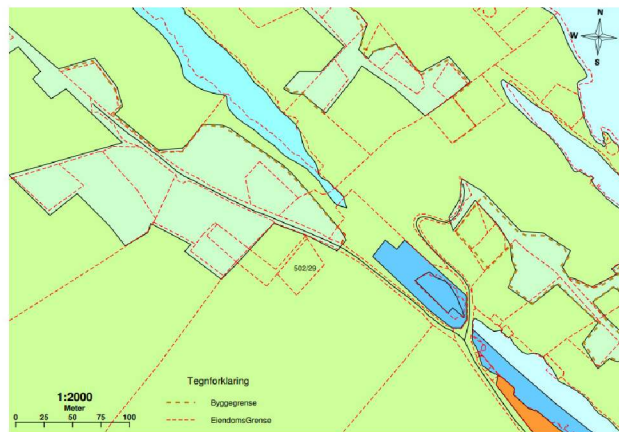 N
W
S
502/29
Tegnforklaring
1:2000
Meter
0 25 50 75 100
Byggegrense
EiendomsGrense